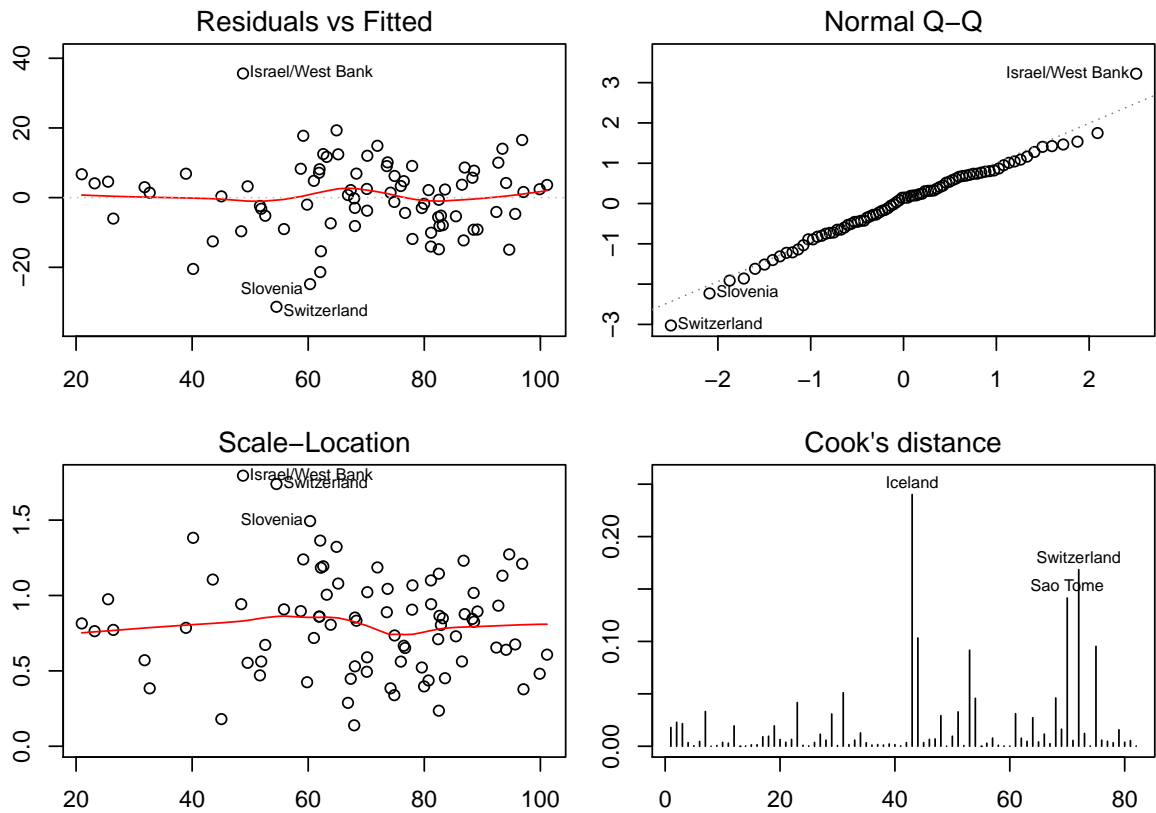 Residuals vs Fitted
40
20
0
−20
20 40 60 80 100
Israel/West Bank
Slovenia
Switzerland
Normal Q−Q
3
2
1
0
−1
−3
−2 −1 0 1 2
Israel/West Bank
Slovenia
Switzerland
Scale−Location
1.5
1.0
0.5
0.0
20 40 60 80 100
Israel/West Bank
Switzerland
Slovenia
Cook's distance
0.20
0.10
0.00
0 20 40 60 80
Iceland
Switzerland
Sao Tome